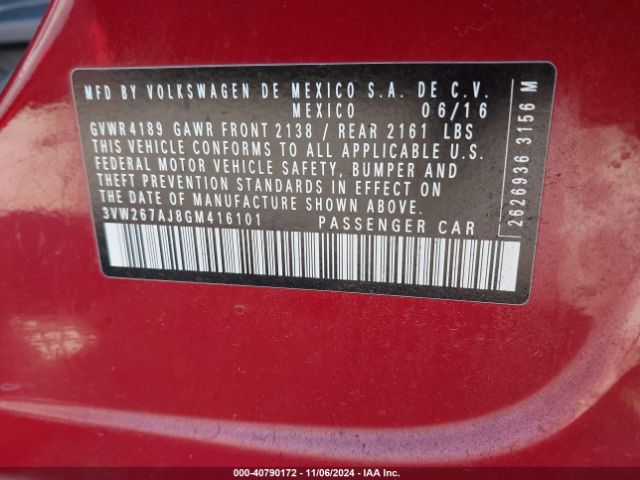 MFD BY VOLKSWAGEN DE MEXICO S.A. DE C.V.
MEXICO 06/16
GVWR4189 GAWR FRONT 2138 / REAR 2161 LBS
THIS VEHICLE CONFORMS TO ALL APPLICABLE U.S.
FEDERAL MOTOR VEHICLE SAFETY, BUMPER AND
THEFT PREVENTION STANDARDS IN EFFECT ON
THE DATE OF MANUFACTURE SHOWN ABOVE.
3VW267AJ8GM416101 PASSENGER CAR
2626936 3156 M
000-40790172 - 11/06/2024 - IAA Inc.